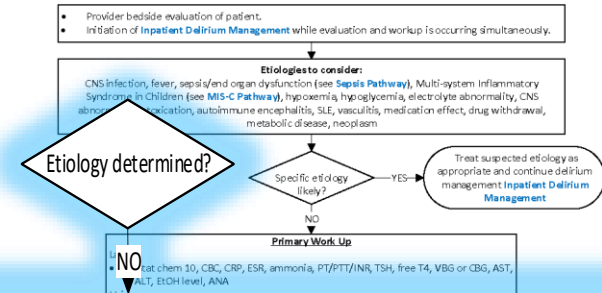 • Provider bedside evaluation of patient.
• Initiation of Inpatient Delirium Management while evaluation and workup is occurring simultaneously.
Etiologies to consider:
CNS infection, fever, sepsis/end organ dysfunction (see Sepsis Pathway), Multi-system Inflammatory
Syndrome in Children (see MIS-C Pathway), hypoxemia, hypoglycemia, electrolyte abnormality, CNS
autoimmune encephalitis, SLE, vasculitis, medication effect, drug withdrawal,
metabolic disease, neoplasm
Etiology determined?
Specific etiology
likely?
YES
Treat suspected etiology as
appropriate and continue delirium
management Inpatient Delirium
Management
NO
Primary Work Up
NO
chem 10, CBC, CRP, ESR, ammonia, PT/PTT/INR, TSH, free T4, VBG or CBG, AST,
ALT, EtOH level, ANA